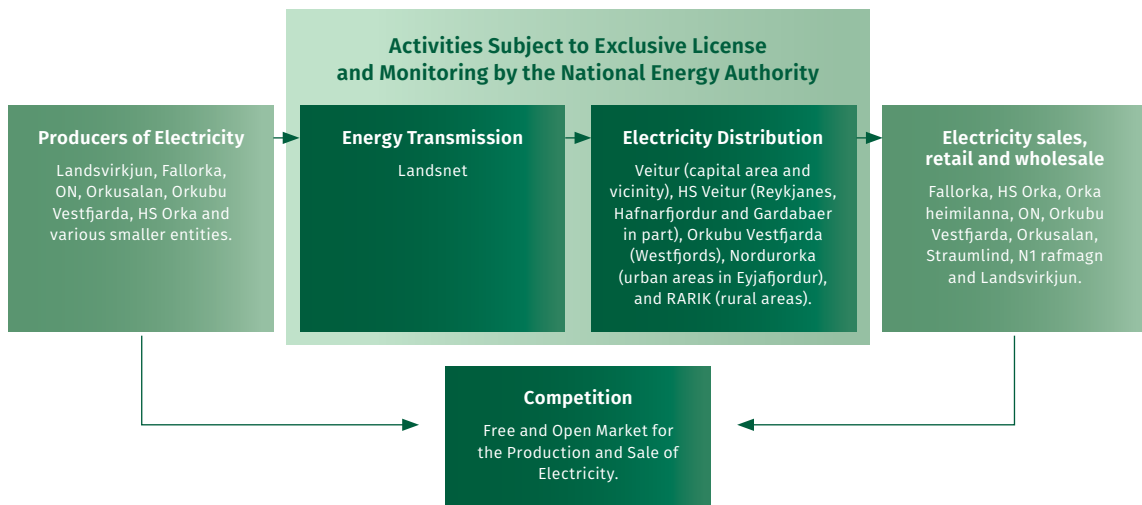 Activities Subject to Exclusive License
and Monitoring by the National Energy Authority
Producers of Electricity
Landsvirkjun, Fallorka,
ON, Orkusalan, Orkubu
Vestfjarda, HS Orka and
various smaller entities.
Energy Transmission
Landsnet
Electricity Distribution
Veitur (capital area and
vicinity), HS Veitur (Reykjanes,
Hafnarfjordur and Gardabaer
in part), Orkubu Vestfjarda
(Westfjords), Nordurorka
(urban areas in Eyjafjordur),
and RARIK (rural areas).
Electricity sales,
retail and wholesale
Fallorka, HS Orka, Orka
heimilanna, ON, Orkubu
Vestfjarda, Orkusalan,
Straumlind, N1 rafmagn
and Landsvirkjun.
Competition
Free and Open Market for
the Production and Sale of
Electricity.